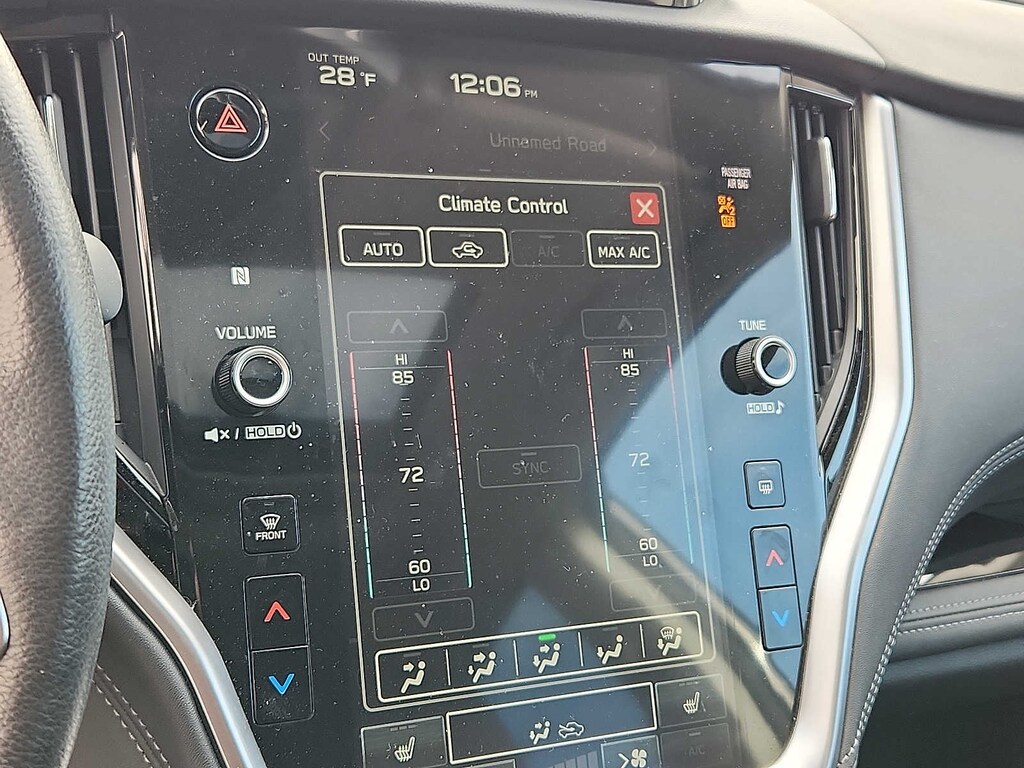 OUT TEMP
28 °F
12:06 PM
Unnamed Road
PASSENGER
AIR BAG
OFF
Climate Control
AUTO
A/C
MAX A/C
VOLUME
TUNE
HI
85
HI
85
HOLD
/ HOLD
72
SYNC
72
FRONT
60
LO
60
LO
A/C